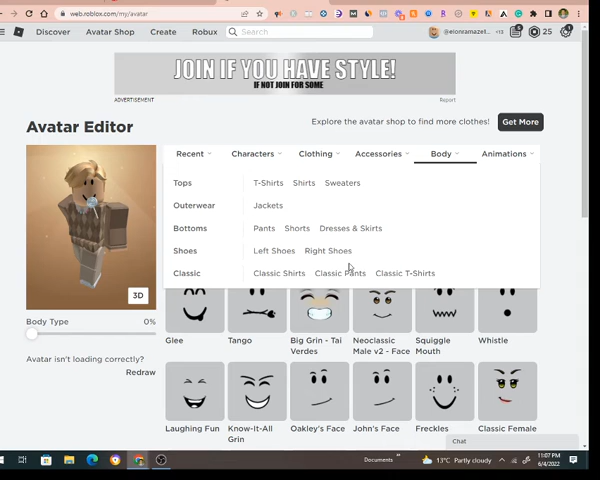 web.roblox.com/my/avatar
Discover Avatar Shop Create Robux Search +13 25
JOIN IF YOU HAVE STYLE!
IF NOT JOIN FOR SOME
ADVERTISEMENT Report
Avatar Editor
Explore the avatar shop to find more clothes! Get More
Recent Characters Clothing Accessories Body Animations
Tops T-Shirts Shirts Sweaters
Outerwear Jackets
Bottoms Pants Shorts Dresses & Skirts
Shoes Left Shoes Right Shoes
Classic Classic Shirts Classic Pants Classic T-Shirts
3D
Body Type 0%
Avatar isn't loading correctly?
Redraw
Glee Tango Big Grin - Tai Verdes Neoclassic Male v2 - Face Squiggle Mouth Whistle
Laughing Fun Know-It-All Grin Oakley's Face John's Face Freckles Classic Female
Chat
Documents 13°C Partly cloudy 11:07 PM
6/4/2022